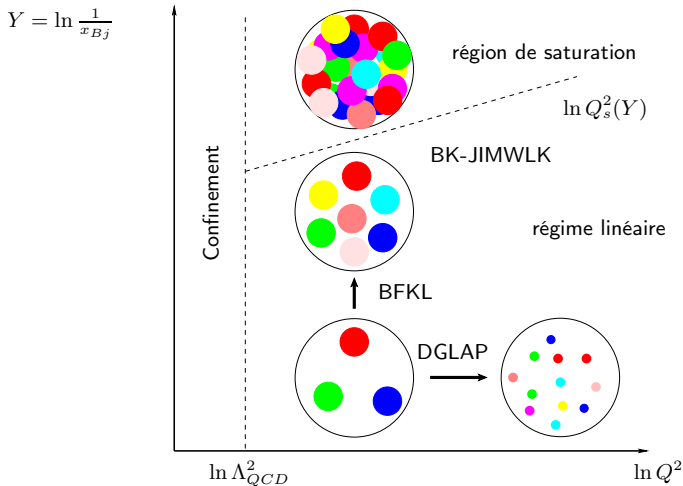 Y = ln 1/x_{Bj}
région de saturation
ln Q_s^2(Y)
BK-JIMWLK
Confinement
régime linéaire
BFKL
DGLAP
ln Λ_{QCD}^2
ln Q^2